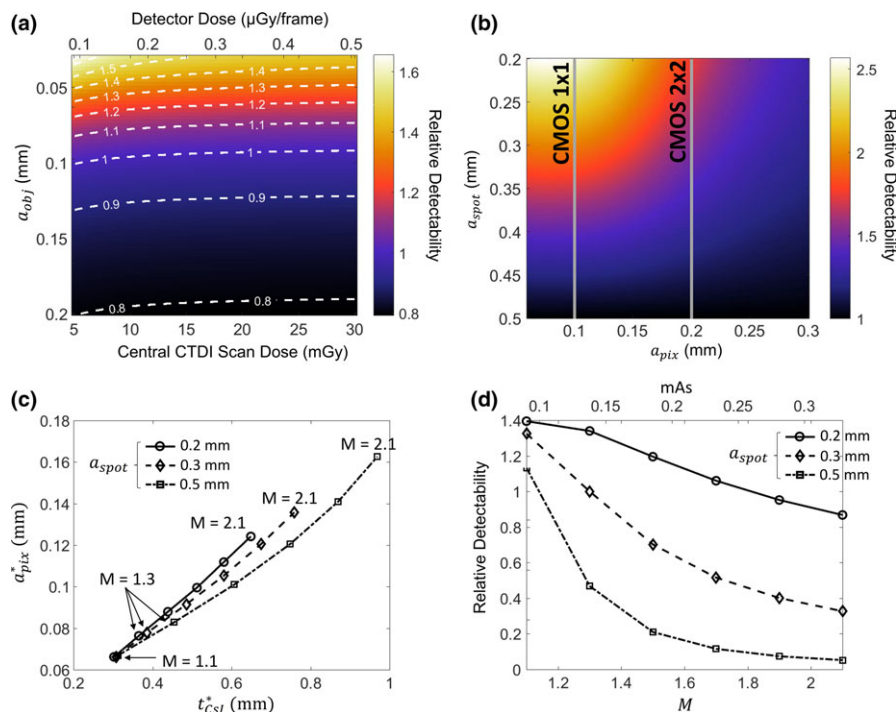 (a)
Detector Dose (μGy/frame)
0.1 0.2 0.3 0.4 0.5
a_obj (mm)
0.05
0.1
0.15
0.2
1.5
1.4 1.4
1.3 1.3
1.2 1.2
1.1 1.1
1 1
0.9 0.9
0.8 0.8
5 10 15 20 25 30
Central CTDI Scan Dose (mGy)
1.6
1.4
1.2
1
0.8
Relative Detectability
(b)
a_spot (mm)
0.2
0.25
0.3
0.35
0.4
0.45
0.5
CMOS 1x1
CMOS 2x2
0.1 0.15 0.2 0.25 0.3
a_pix (mm)
2.5
2
1.5
1
Relative Detectability
(c)
a*_pix (mm)
0.18
0.16
0.14
0.12
0.1
0.08
0.06
a_spot
0.2 mm
0.3 mm
0.5 mm
M = 2.1
M = 2.1
M = 2.1
M = 1.3
M = 1.1
0.2 0.4 0.6 0.8 1
t*_CsI (mm)
(d)
mAs
0.1 0.15 0.2 0.25 0.3
Relative Detectability
1.4
1.2
1
0.8
0.6
0.4
0.2
0
a_spot
0.2 mm
0.3 mm
0.5 mm
1.2 1.4 1.6 1.8 2
M